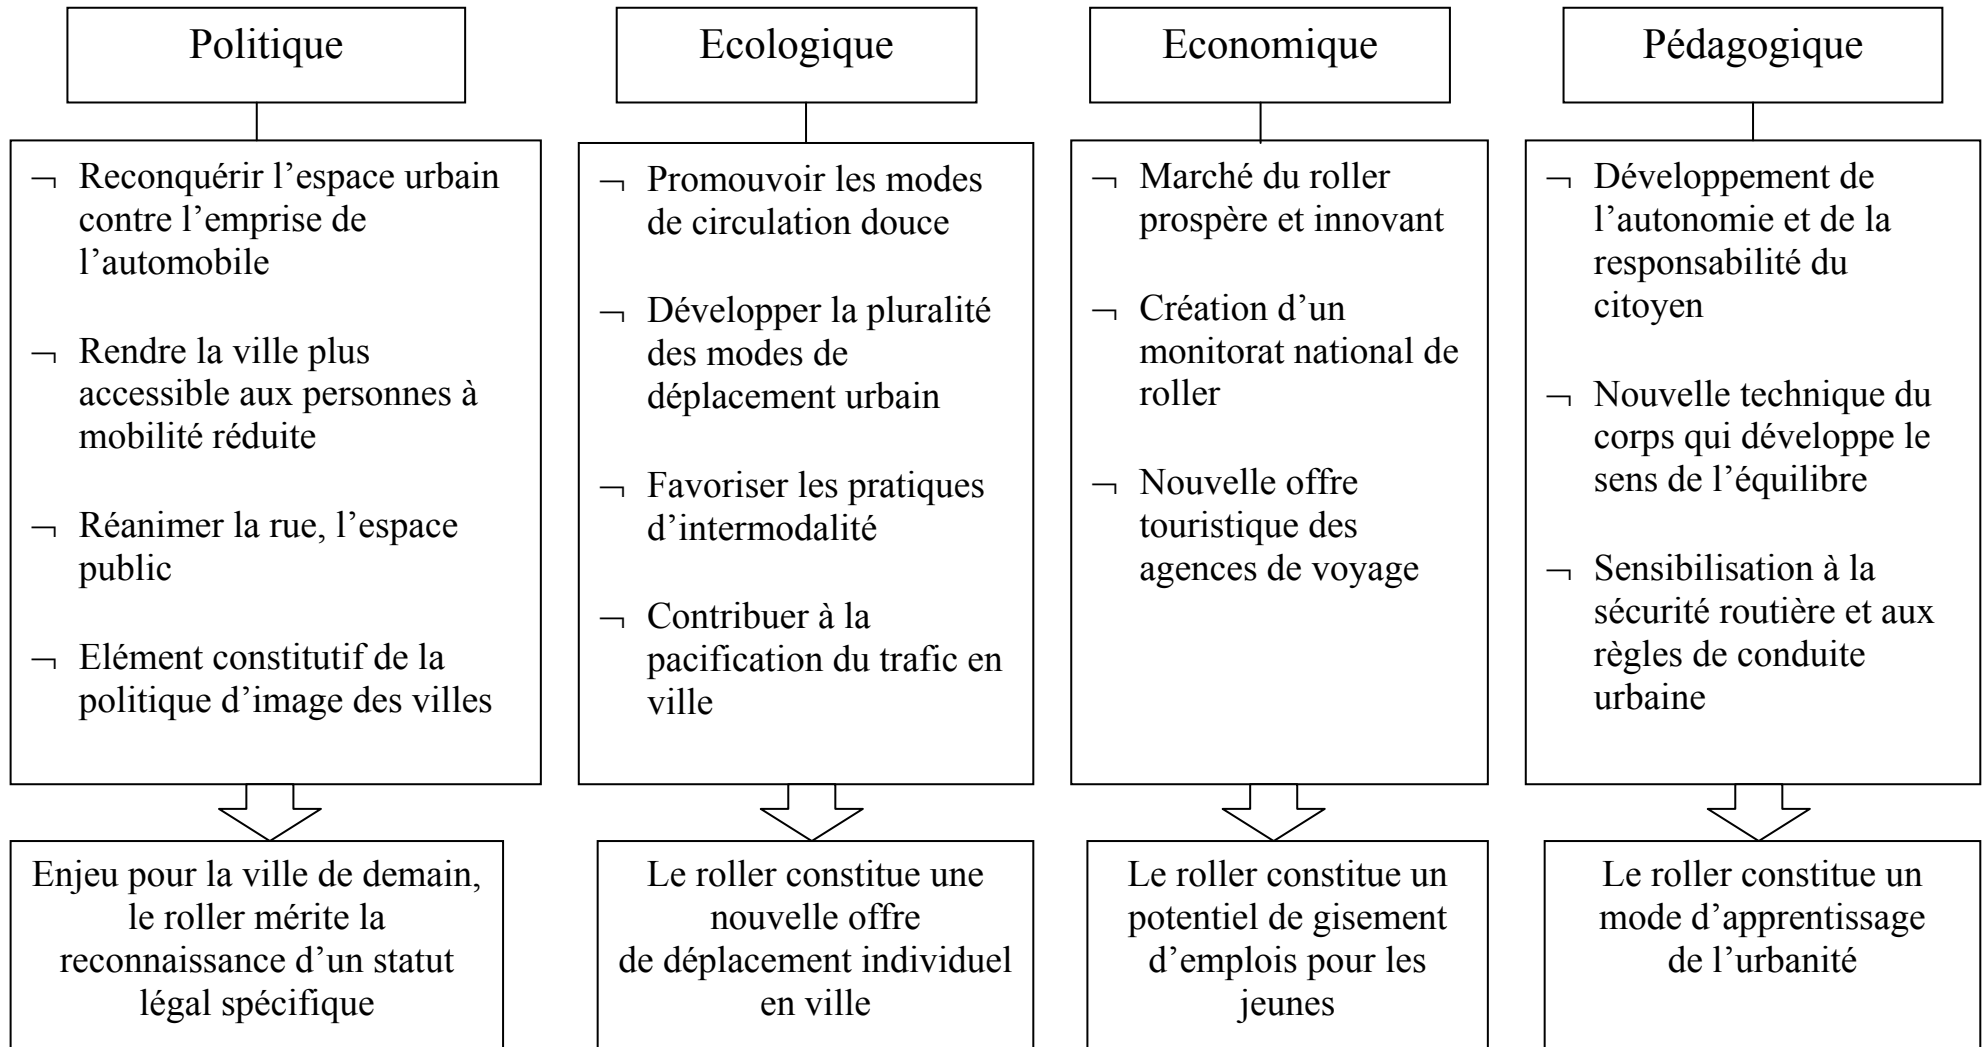 Politique
¬ Reconquérir l’espace urbain
contre l’emprise de
l’automobile
¬ Rendre la ville plus
accessible aux personnes à
mobilité réduite
¬ Réanimer la rue, l’espace
public
¬ Elément constitutif de la
politique d’image des villes
Enjeu pour la ville de demain,
le roller mérite la
reconnaissance d’un statut
légal spécifique
Ecologique
¬ Promouvoir les modes
de circulation douce
¬ Développer la pluralité
des modes de
déplacement urbain
¬ Favoriser les pratiques
d’intermodalité
¬ Contribuer à la
pacification du trafic en
ville
Le roller constitue une
nouvelle offre
de déplacement individuel
en ville
Economique
¬ Marché du roller
prospère et innovant
¬ Création d’un
monitorat national de
roller
¬ Nouvelle offre
touristique des
agences de voyage
Le roller constitue un
potentiel de gisement
d’emplois pour les
jeunes
Pédagogique
¬ Développement de
l’autonomie et de la
responsabilité du
citoyen
¬ Nouvelle technique du
corps qui développe le
sens de l’équilibre
¬ Sensibilisation à la
sécurité routière et aux
règles de conduite
urbaine
Le roller constitue un
mode d’apprentissage
de l’urbanité